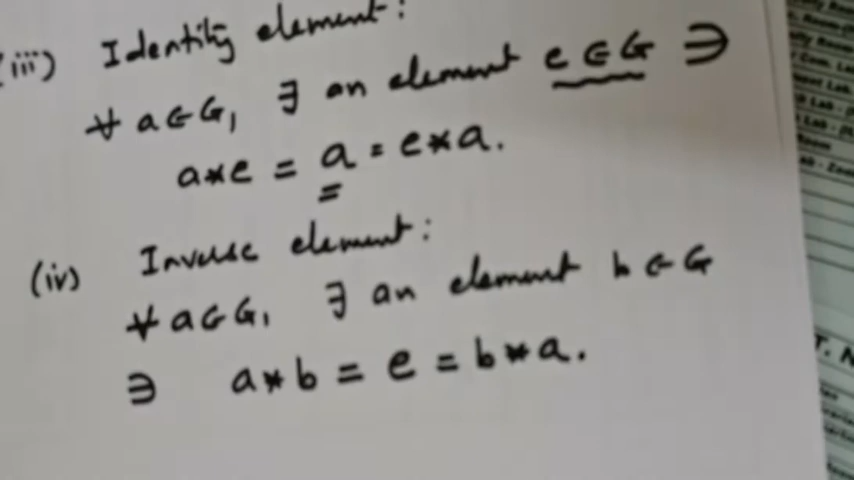 (iii) Identity element:
∀ a∈G, ∃ an element e∈G ∋
a*e = a = e*a.
(iv) Inverse element:
∀ a∈G, ∃ an element b∈G
∋ a*b = e = b*a.